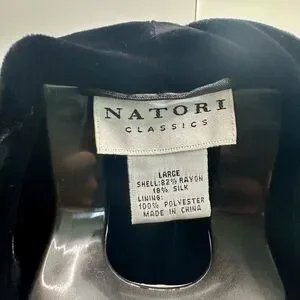 NATORI
CLASSICS
LARGE
SHELL:82% RAYON
18% SILK
LINING:
100% POLYESTER
MADE IN CHINA